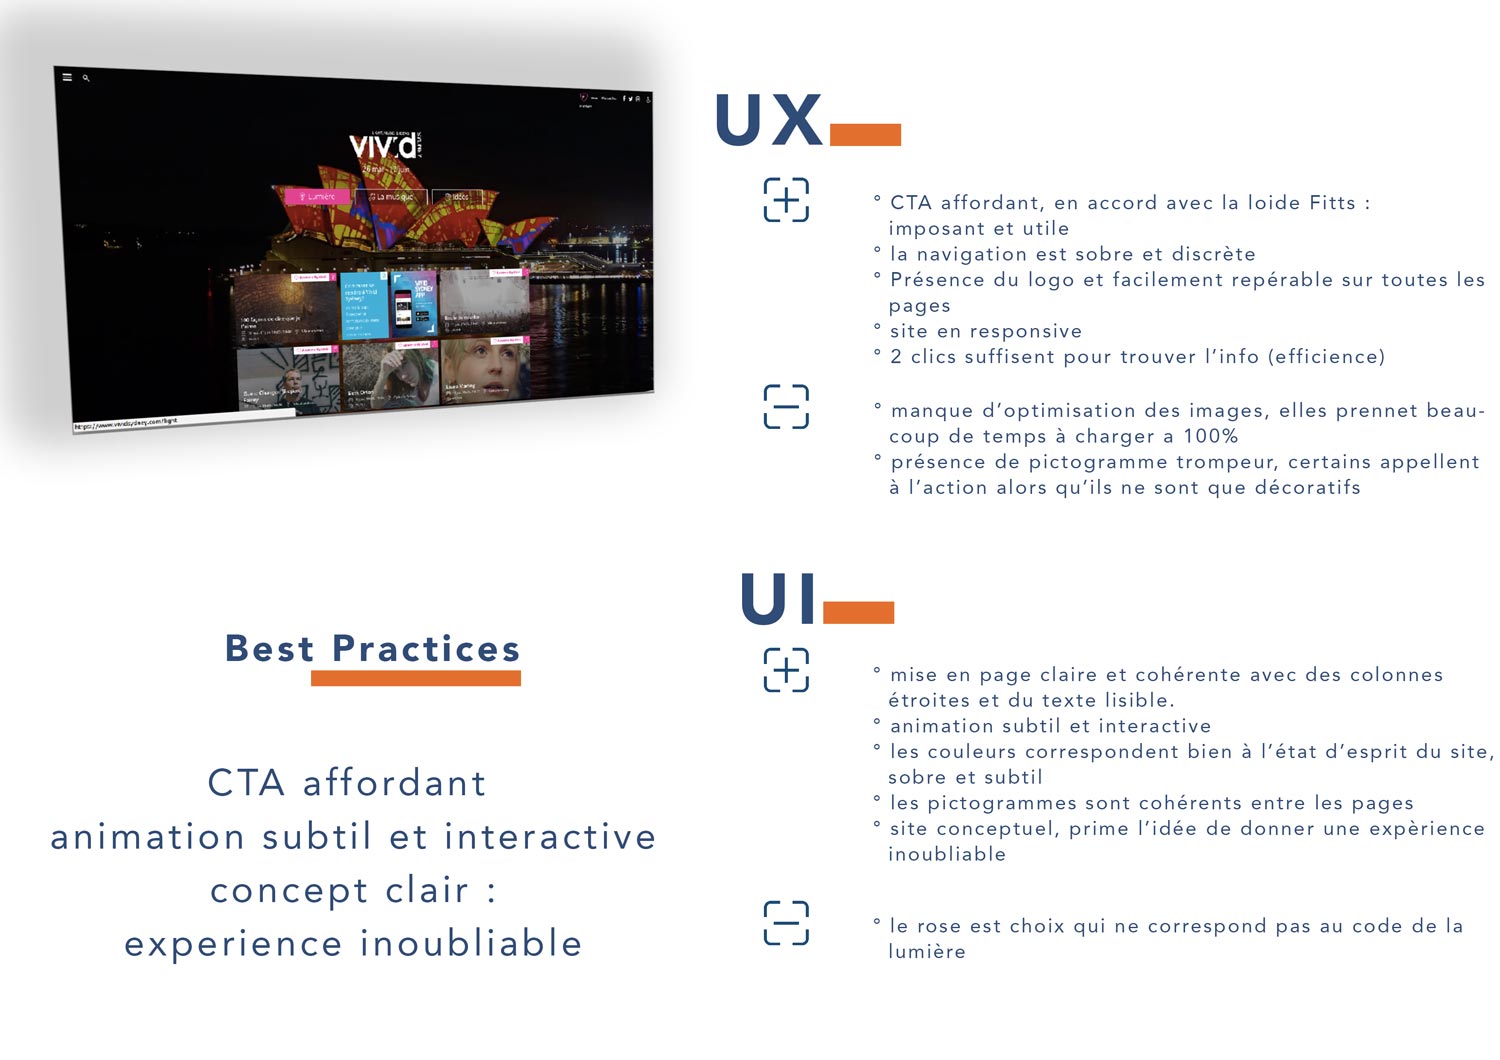 VIVID
Lumière
La musique
Idées
VIVID
SYDNEY
APP
https://www.vividsydney.com/light
UX
° CTA affordant, en accord avec la loide Fitts :
imposant et utile
° la navigation est sobre et discrète
° Présence du logo et facilement repérable sur toutes les
pages
° site en responsive
° 2 clics suffisent pour trouver l’info (efficience)
° manque d’optimisation des images, elles prennet beau-
coup de temps à charger a 100%
° présence de pictogramme trompeur, certains appellent
à l’action alors qu’ils ne sont que décoratifs
Best Practices
CTA affordant
animation subtil et interactive
concept clair :
experience inoubliable
UI
° mise en page claire et cohérente avec des colonnes
étroites et du texte lisible.
° animation subtil et interactive
° les couleurs correspondent bien à l’état d’esprit du site,
sobre et subtil
° les pictogrammes sont cohérents entre les pages
° site conceptuel, prime l’idée de donner une expèrience
inoubliable
° le rose est choix qui ne correspond pas au code de la
lumière